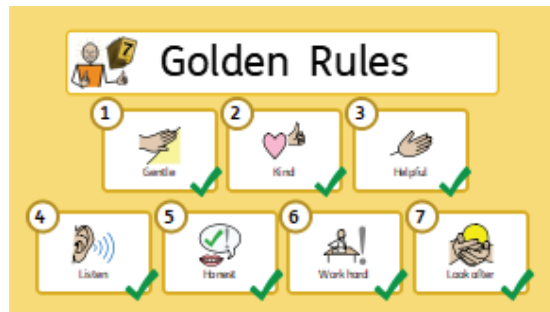 7
Golden Rules
1
2
3
Gentle
Kind
Helpful
4
5
6
7
Listen
Honest
Work hard
Look after